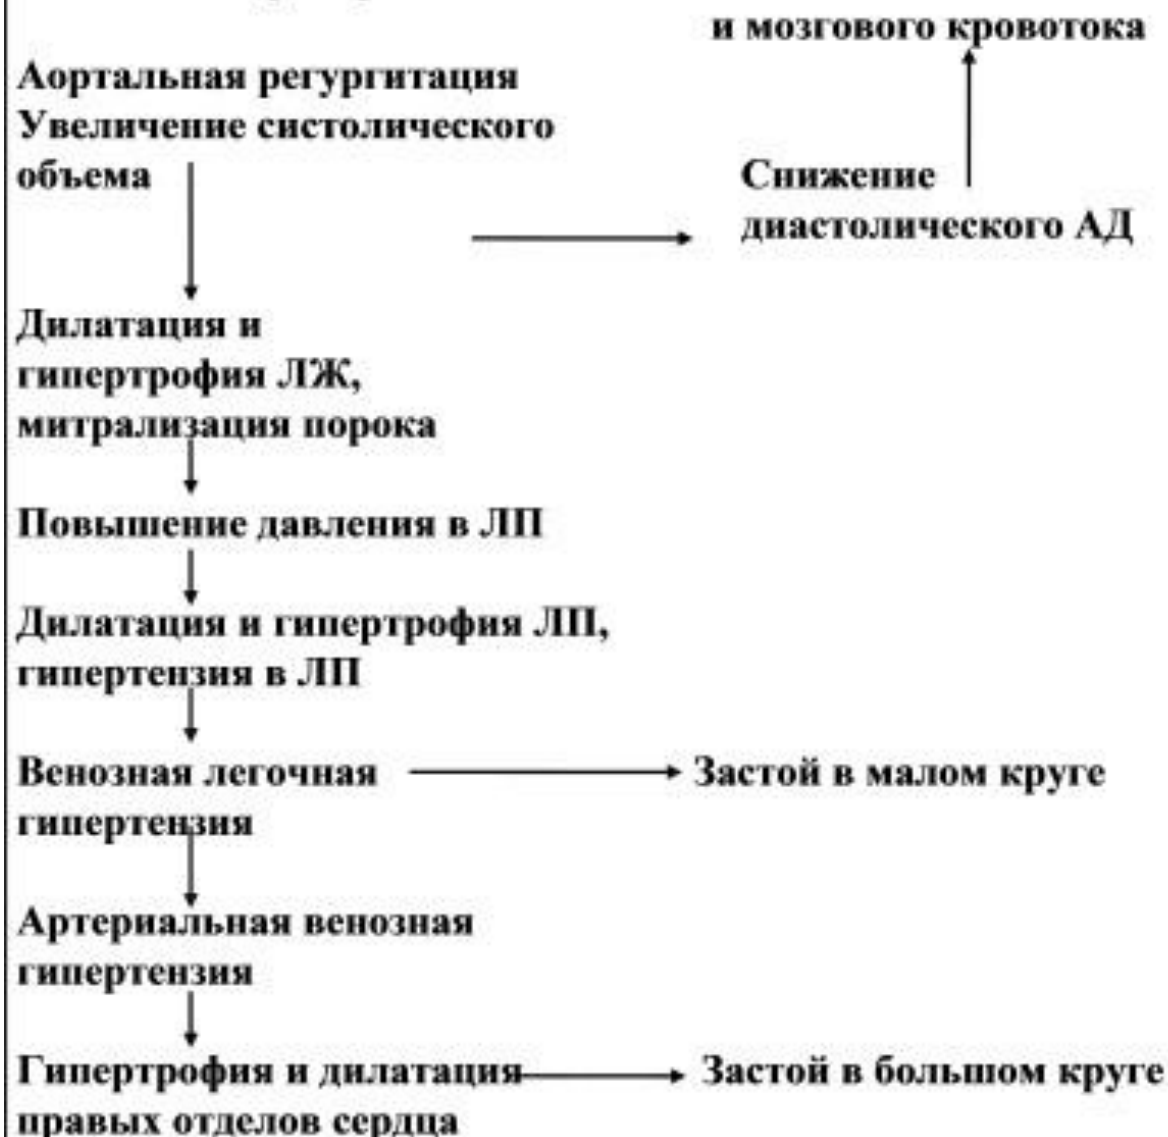 и мозгового кровотока
Аортальная регургитация
Увеличение систолического
объема
Снижение
диастолического АД
Дилатация и
гипертрофия ЛЖ,
митрализация порока
Повышение давления в ЛП
Дилатация и гипертрофия ЛП,
гипертензия в ЛП
Венозная легочная
гипертензия
Застой в малом круге
Артериальная венозная
гипертензия
Гипертрофия и дилатация
правых отделов сердца
Застой в большом круге